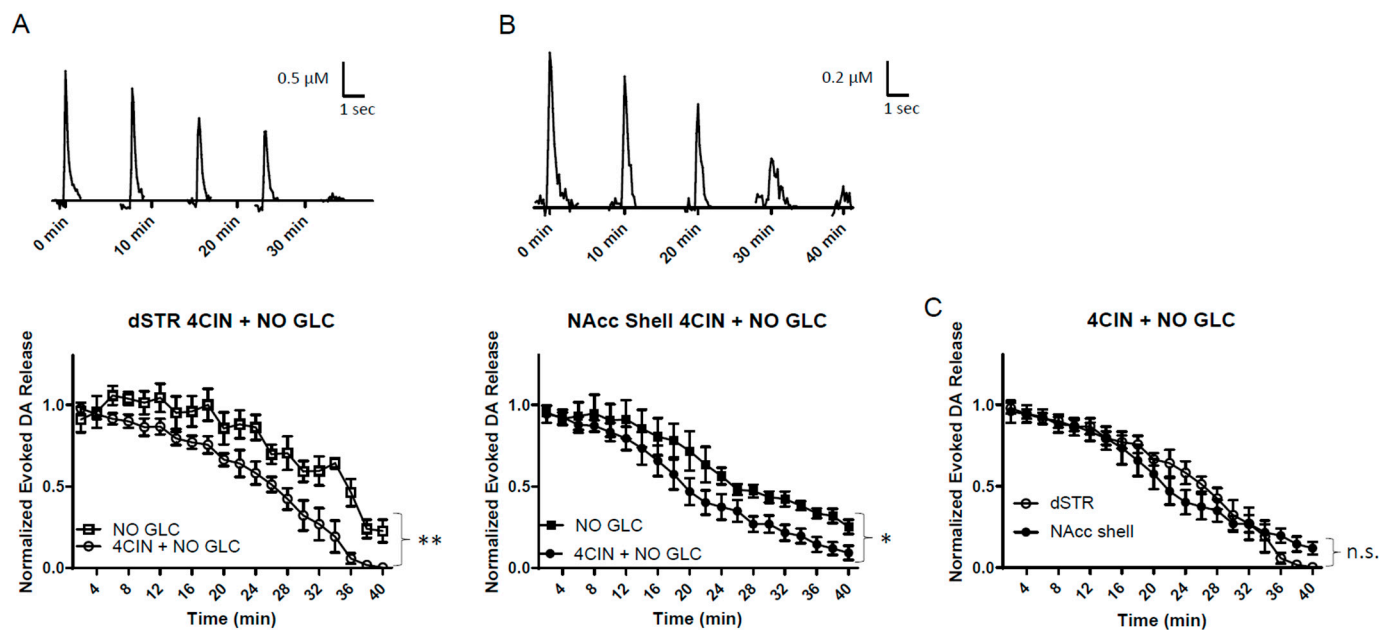 A
0.5 µM
1 sec
0 min
10 min
20 min
30 min
B
0.2 µM
1 sec
0 min
10 min
20 min
30 min
40 min
dSTR 4CIN + NO GLC
Normalized Evoked DA Release
1.0
0.5
0.0
NO GLC
4CIN + NO GLC
**
4 8 12 16 20 24 28 32 36 40
Time (min)
NAcc Shell 4CIN + NO GLC
Normalized Evoked DA Release
1.0
0.5
0.0
NO GLC
4CIN + NO GLC
*
4 8 12 16 20 24 28 32 36 40
Time (min)
C
4CIN + NO GLC
Normalized Evoked DA Release
1.0
0.5
0.0
dSTR
NAcc shell
n.s.
4 8 12 16 20 24 28 32 36 40
Time (min)